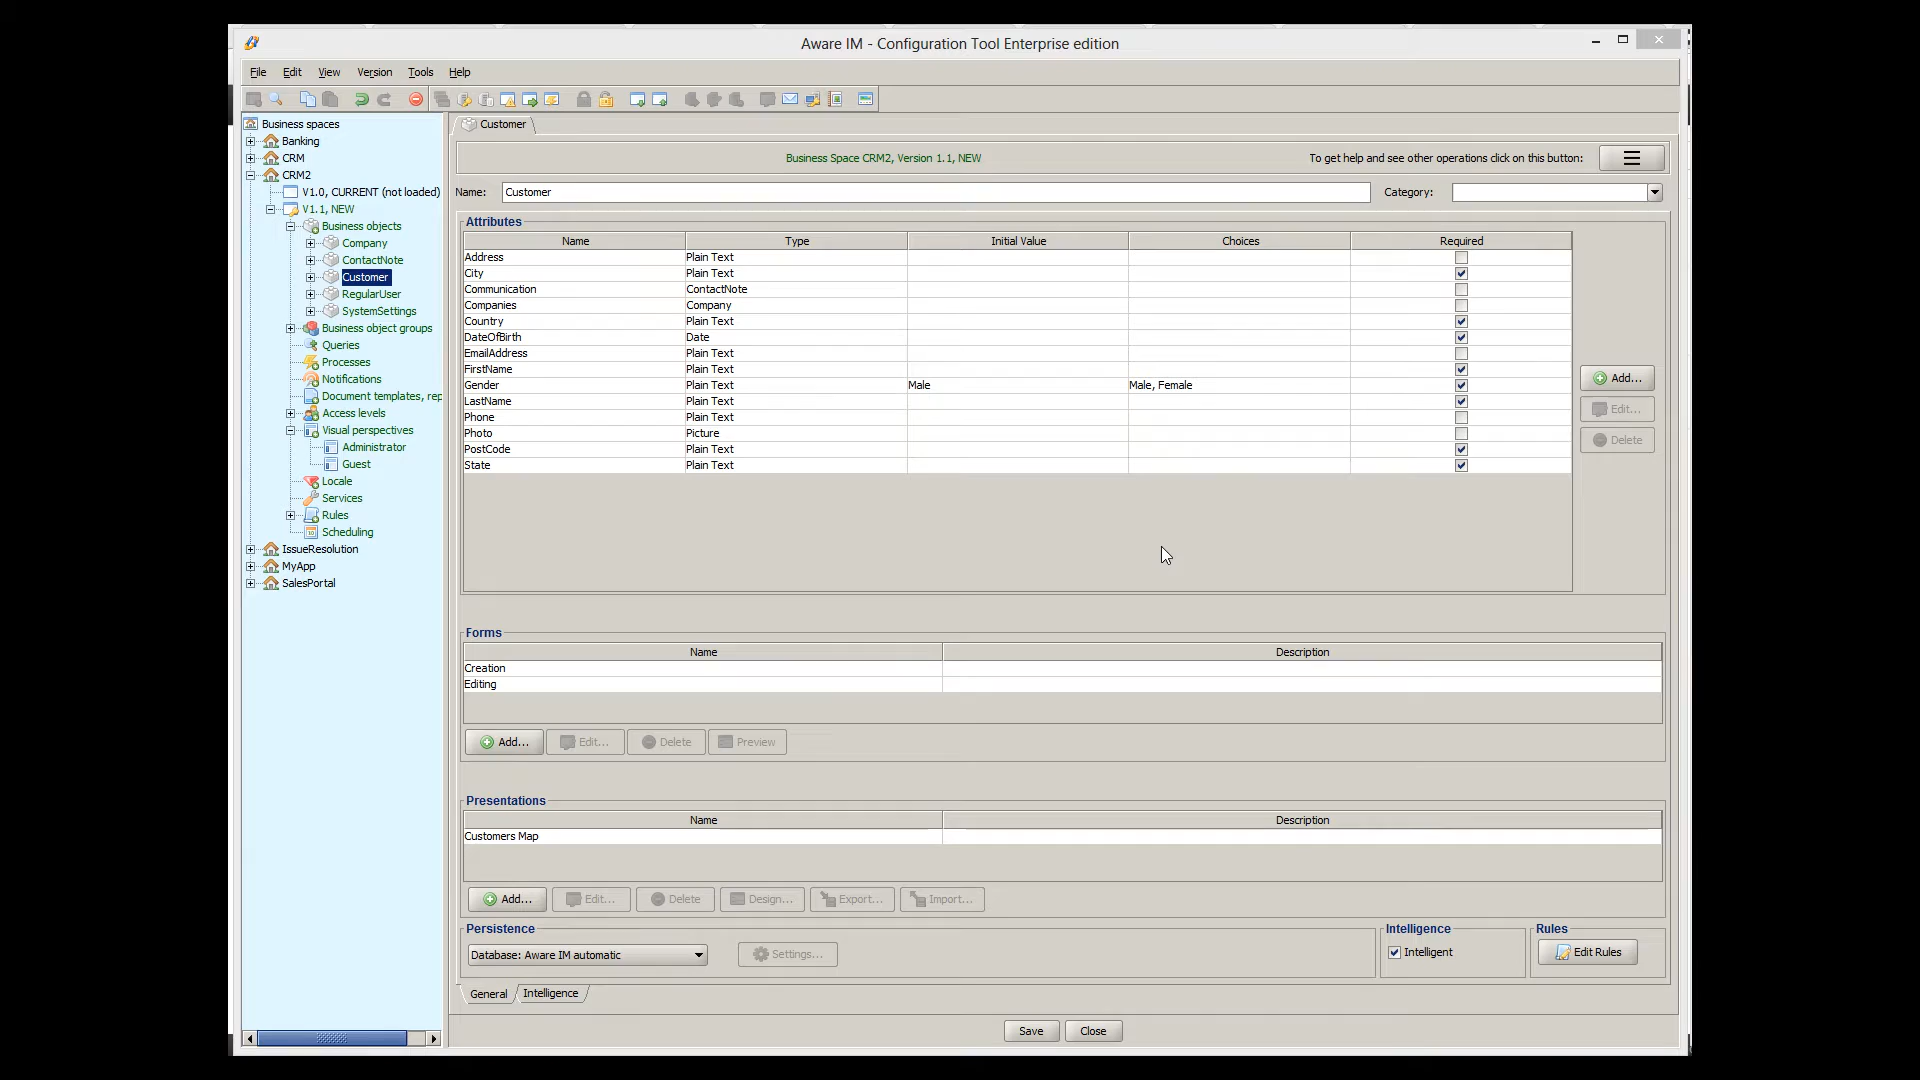 Aware IM - Configuration Tool Enterprise edition
File Edit View Version Tools Help
Business spaces
Banking
CRM
CRM2
V1.0, CURRENT (not loaded)
V1.1, NEW
Business objects
Company
ContactNote
Customer
RegularUser
SystemSettings
Business object groups
Queries
Processes
Notifications
Document templates, rep
Access levels
Visual perspectives
Administrator
Guest
Locale
Services
Rules
Scheduling
IssueResolution
MyApp
SalesPortal
Customer
Business Space CRM2, Version 1.1, NEW To get help and see other operations click on this button:
Name: Customer Category:
Attributes
Name Type Initial Value Choices Required
Address Plain Text
City Plain Text
Communication ContactNote
Companies Company
Country Plain Text
DateOfBirth Date
EmailAddress Plain Text
FirstName Plain Text
Gender Plain Text Male Male, Female
LastName Plain Text
Phone Plain Text
Photo Picture
PostCode Plain Text
State Plain Text
Add...
Edit...
Delete
Forms
Name Description
Creation
Editing
Add... Edit... Delete Preview
Presentations
Name Description
Customers Map
Add... Edit... Delete Design... Export... Import...
Persistence Intelligence Rules
Database: Aware IM automatic Settings... Intelligent Edit Rules
General Intelligence
Save Close